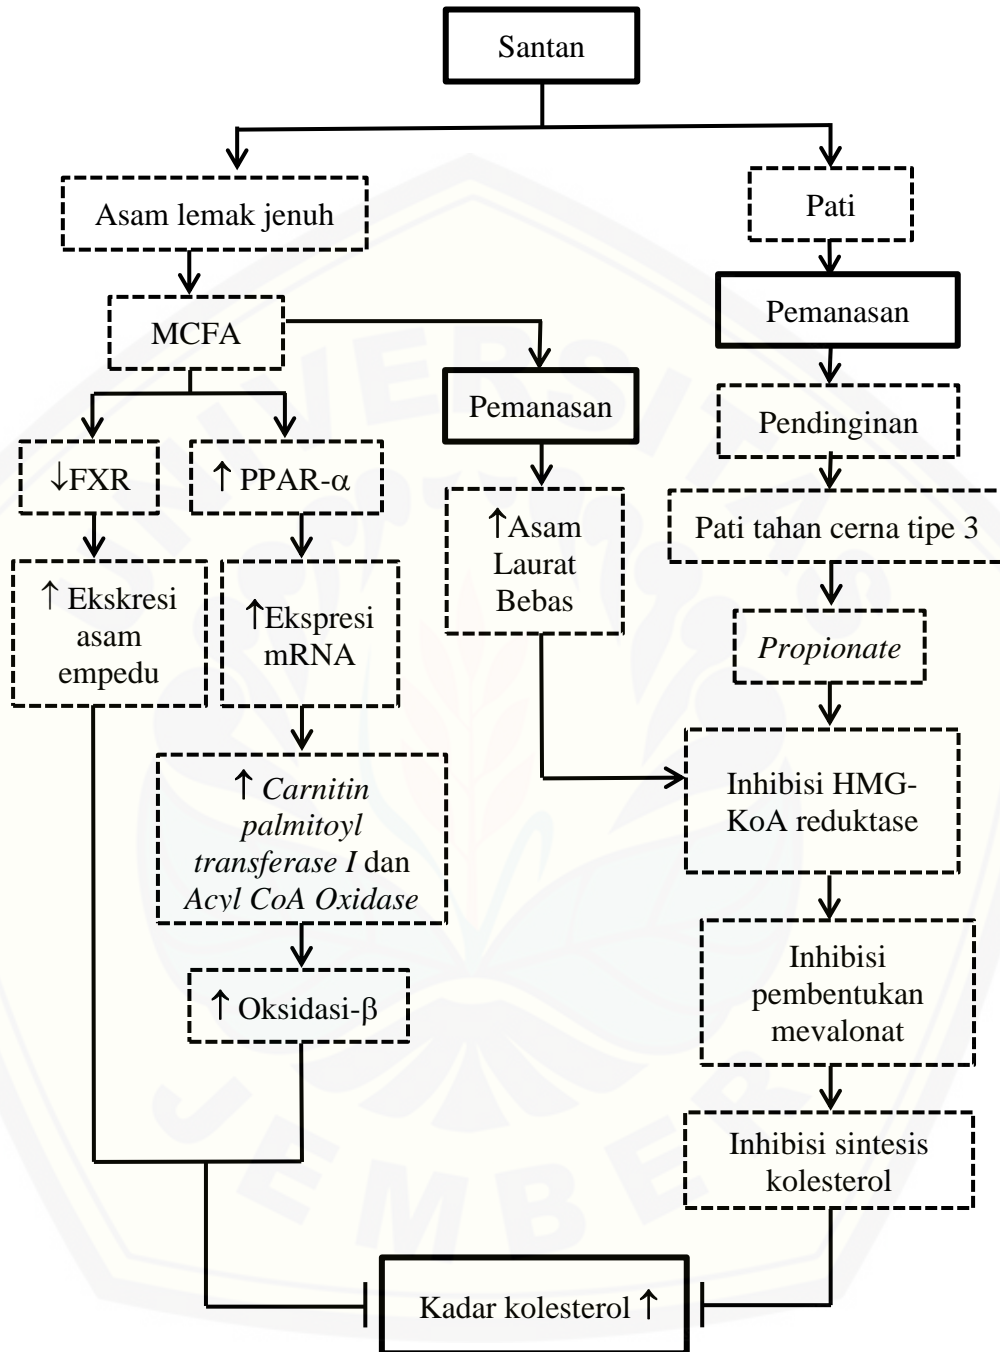 Santan
Asam lemak jenuh
Pati
MCFA
Pemanasan
Pemanasan
Pendinginan
↓FXR
↑ PPAR-α
↑Asam
Laurat
Bebas
Pati tahan cerna tipe 3
↑ Ekskresi
asam
empedu
↑Ekspresi
mRNA
Propionate
↑ Carnitin
palmitoyl
transferase I dan
Acyl CoA Oxidase
Inhibisi HMG-
KoA reduktase
↑ Oksidasi-β
Inhibisi
pembentukan
mevalonat
Inhibisi sintesis
kolesterol
Kadar kolesterol ↑
UNIVERSITAS
JEMBER